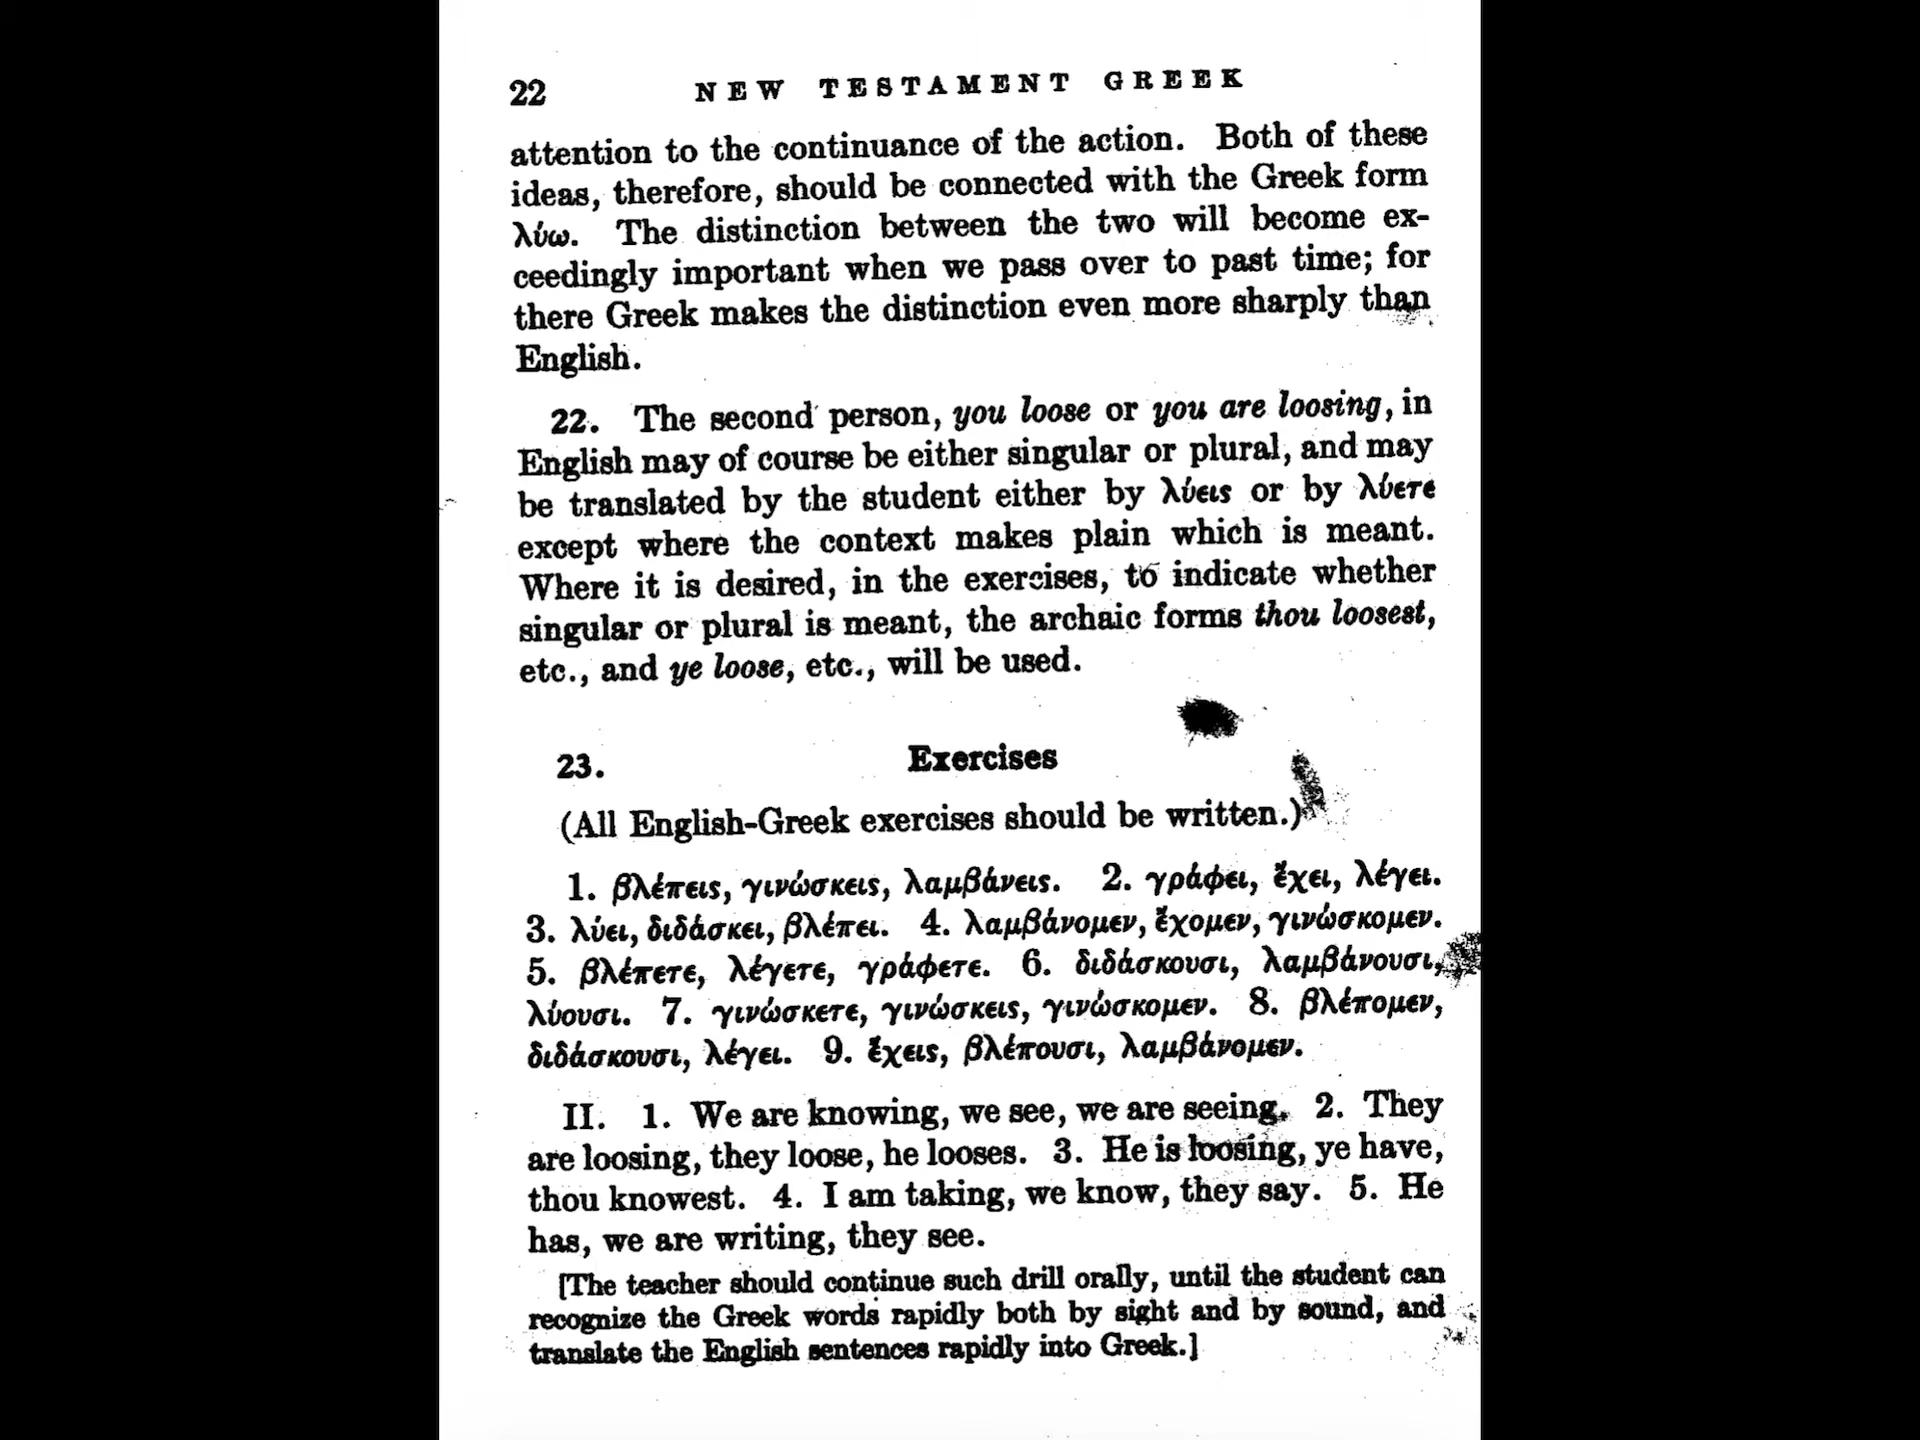 22 NEW TESTAMENT GREEK
attention to the continuance of the action. Both of these
ideas, therefore, should be connected with the Greek form
λύω. The distinction between the two will become ex-
ceedingly important when we pass over to past time; for
there Greek makes the distinction even more sharply than
English.
22. The second person, you loose or you are loosing, in
English may of course be either singular or plural, and may
be translated by the student either by λύεις or by λύετε
except where the context makes plain which is meant.
Where it is desired, in the exercises, to indicate whether
singular or plural is meant, the archaic forms thou loosest,
etc., and ye loose, etc., will be used.
23. Exercises
(All English-Greek exercises should be written.)
1. βλέπεις, γινώσκεις, λαμβάνεις. 2. γράφει, ἔχει, λέγει.
3. λύει, διδάσκει, βλέπει. 4. λαμβάνομεν, ἔχομεν, γινώσκομεν.
5. βλέπετε, λέγετε, γράφετε. 6. διδάσκουσι, λαμβάνουσι,
λύουσι. 7. γινώσκετε, γινώσκεις, γινώσκομεν. 8. βλέπομεν,
διδάσκουσι, λέγει. 9. ἔχεις, βλέπουσι, λαμβάνομεν.
II. 1. We are knowing, we see, we are seeing. 2. They
are loosing, they loose, he looses. 3. He is loosing, ye have,
thou knowest. 4. I am taking, we know, they say. 5. He
has, we are writing, they see.
[The teacher should continue such drill orally, until the student can
recognize the Greek words rapidly both by sight and by sound, and
translate the English sentences rapidly into Greek.]